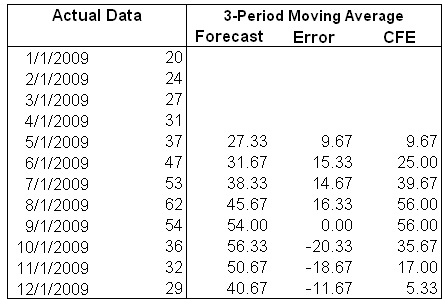 Actual Data 3-Period Moving Average
Forecast Error CFE
1/1/2009 20
2/1/2009 24
3/1/2009 27
4/1/2009 31
5/1/2009 37 27.33 9.67 9.67
6/1/2009 47 31.67 15.33 25.00
7/1/2009 53 38.33 14.67 39.67
8/1/2009 62 45.67 16.33 56.00
9/1/2009 54 54.00 0.00 56.00
10/1/2009 36 56.33 -20.33 35.67
11/1/2009 32 50.67 -18.67 17.00
12/1/2009 29 40.67 -11.67 5.33